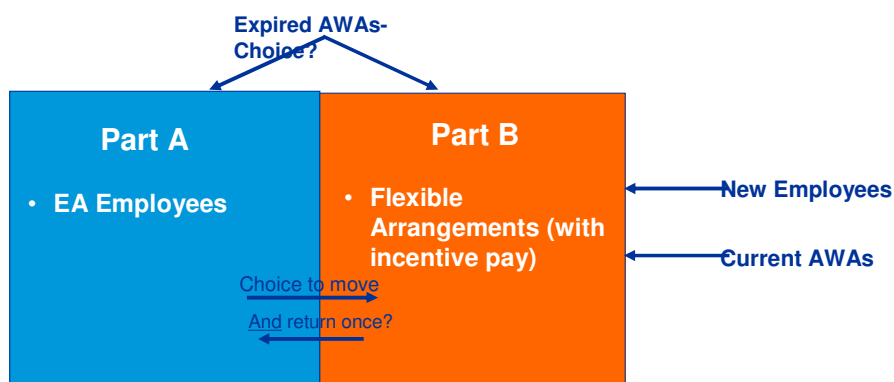 Expired AWAs-
Choice?
Part A
Part B
• EA Employees
• Flexible
Arrangements (with
incentive pay)
New Employees
Current AWAs
Choice to move
And return once?